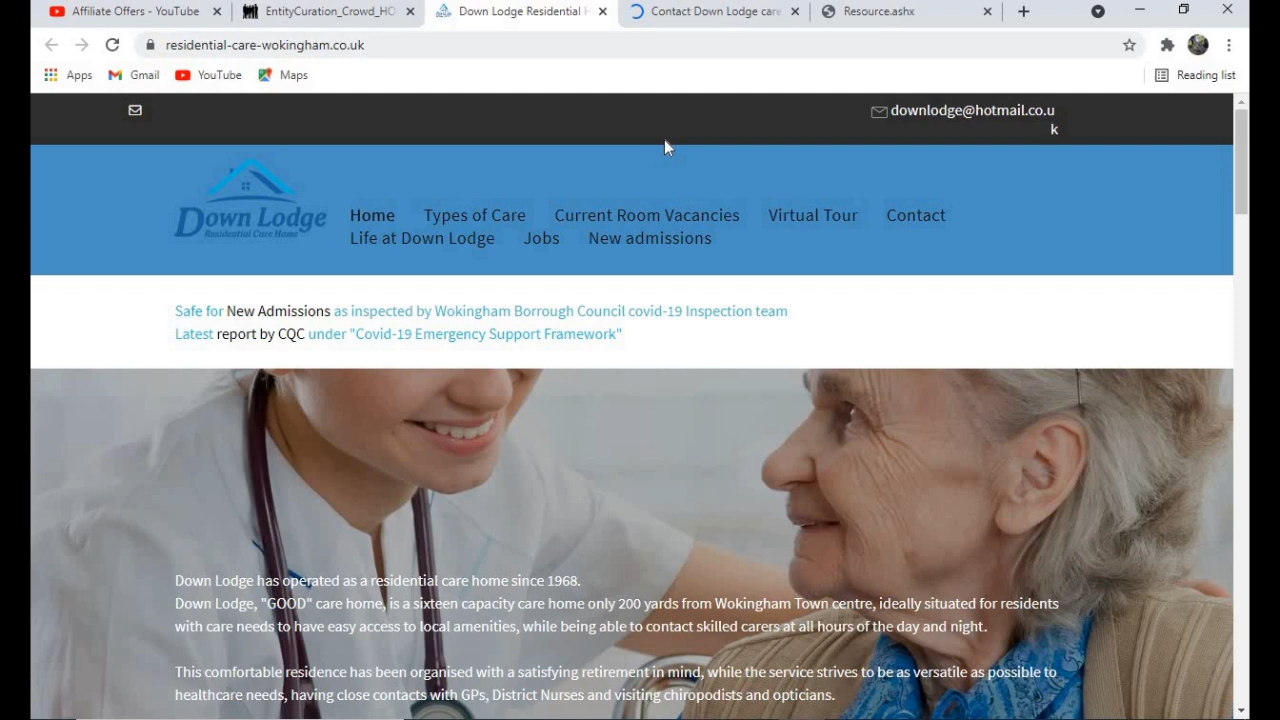 Affiliate Offers - YouTube
EntityCuration_Crowd_HO
Down Lodge Residential H
Contact Down Lodge care
Resource.ashx
residential-care-wokingham.co.uk
Apps
Gmail
YouTube
Maps
Reading list
downlodge@hotmail.co.u
k
Down Lodge
Residential Care Home
Home Types of Care Current Room Vacancies Virtual Tour Contact
Life at Down Lodge Jobs New admissions
Safe for New Admissions as inspected by Wokingham Borrough Council covid-19 Inspection team
Latest report by CQC under "Covid-19 Emergency Support Framework"
Down Lodge has operated as a residential care home since 1968.
Down Lodge, "GOOD" care home, is a sixteen capacity care home only 200 yards from Wokingham Town centre, ideally situated for residents
with care needs to have easy access to local amenities, while being able to contact skilled carers at all hours of the day and night.
This comfortable residence has been organised with a satisfying retirement in mind, while the service strives to be as versatile as possible to
healthcare needs, having close contacts with GPs, District Nurses and visiting chiropodists and opticians.